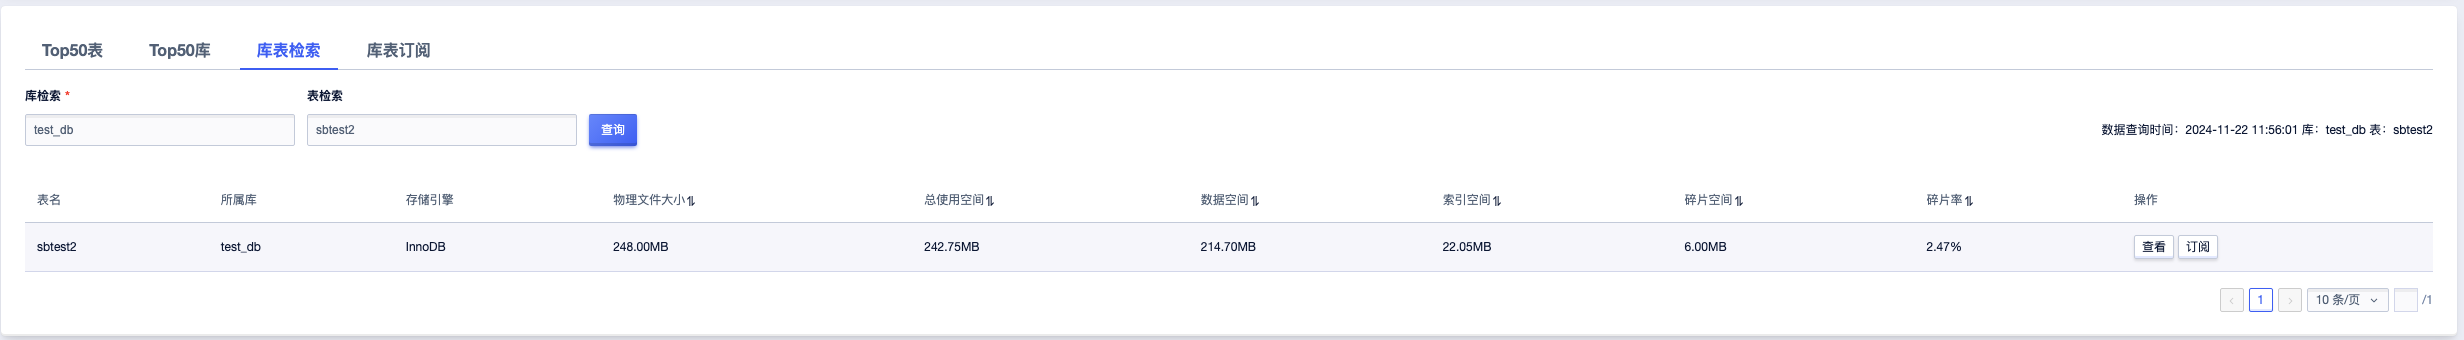 Top50表 Top50库 库表检索 库表订阅
库检索 * 表检索
test_db sbtest2 查询 数据查询时间：2024-11-22 11:56:01 库：test_db 表：sbtest2
表名 所属库 存储引擎 物理文件大小 总使用空间 数据空间 索引空间 碎片空间 碎片率 操作
sbtest2 test_db InnoDB 248.00MB 242.75MB 214.70MB 22.05MB 6.00MB 2.47% 查看 订阅
1 10 条/页 /1